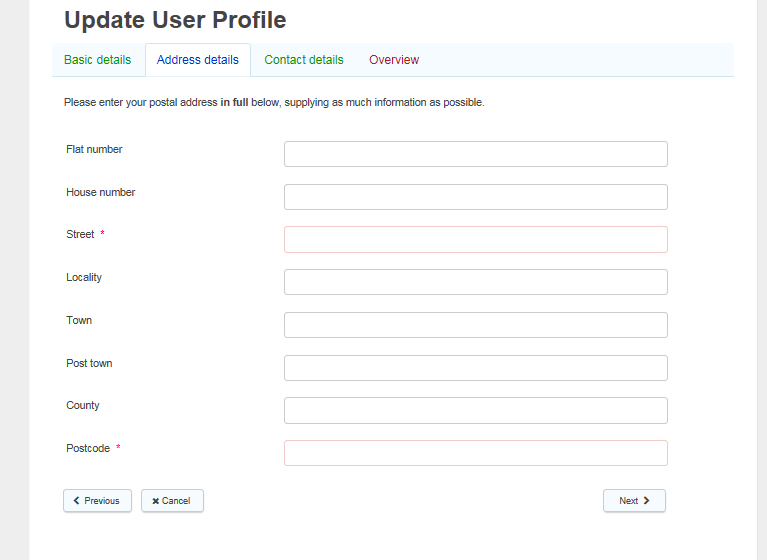 Update User Profile
Basic details Address details Contact details Overview
Please enter your postal address in full below, supplying as much information as possible.
Flat number
House number
Street *
Locality
Town
Post town
County
Postcode *
Previous Cancel Next